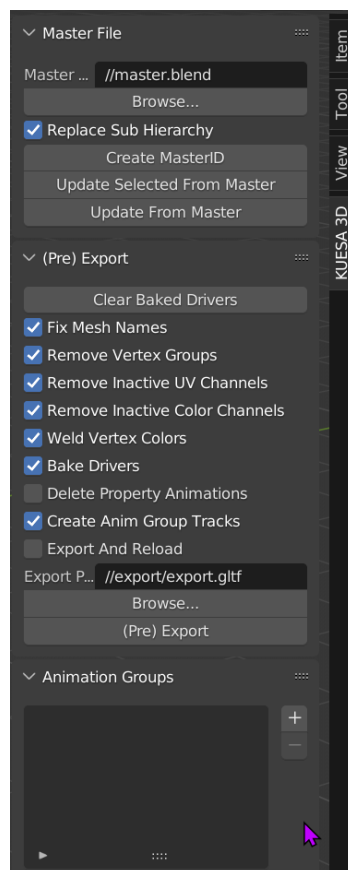 Master File
Master ... //master.blend
Browse...
Replace Sub Hierarchy
Create MasterID
Update Selected From Master
Update From Master
(Pre) Export
Clear Baked Drivers
Fix Mesh Names
Remove Vertex Groups
Remove Inactive UV Channels
Remove Inactive Color Channels
Weld Vertex Colors
Bake Drivers
Delete Property Animations
Create Anim Group Tracks
Export And Reload
Export P... //export/export.gltf
Browse...
(Pre) Export
Animation Groups
Item
Tool
View
KUESA 3D